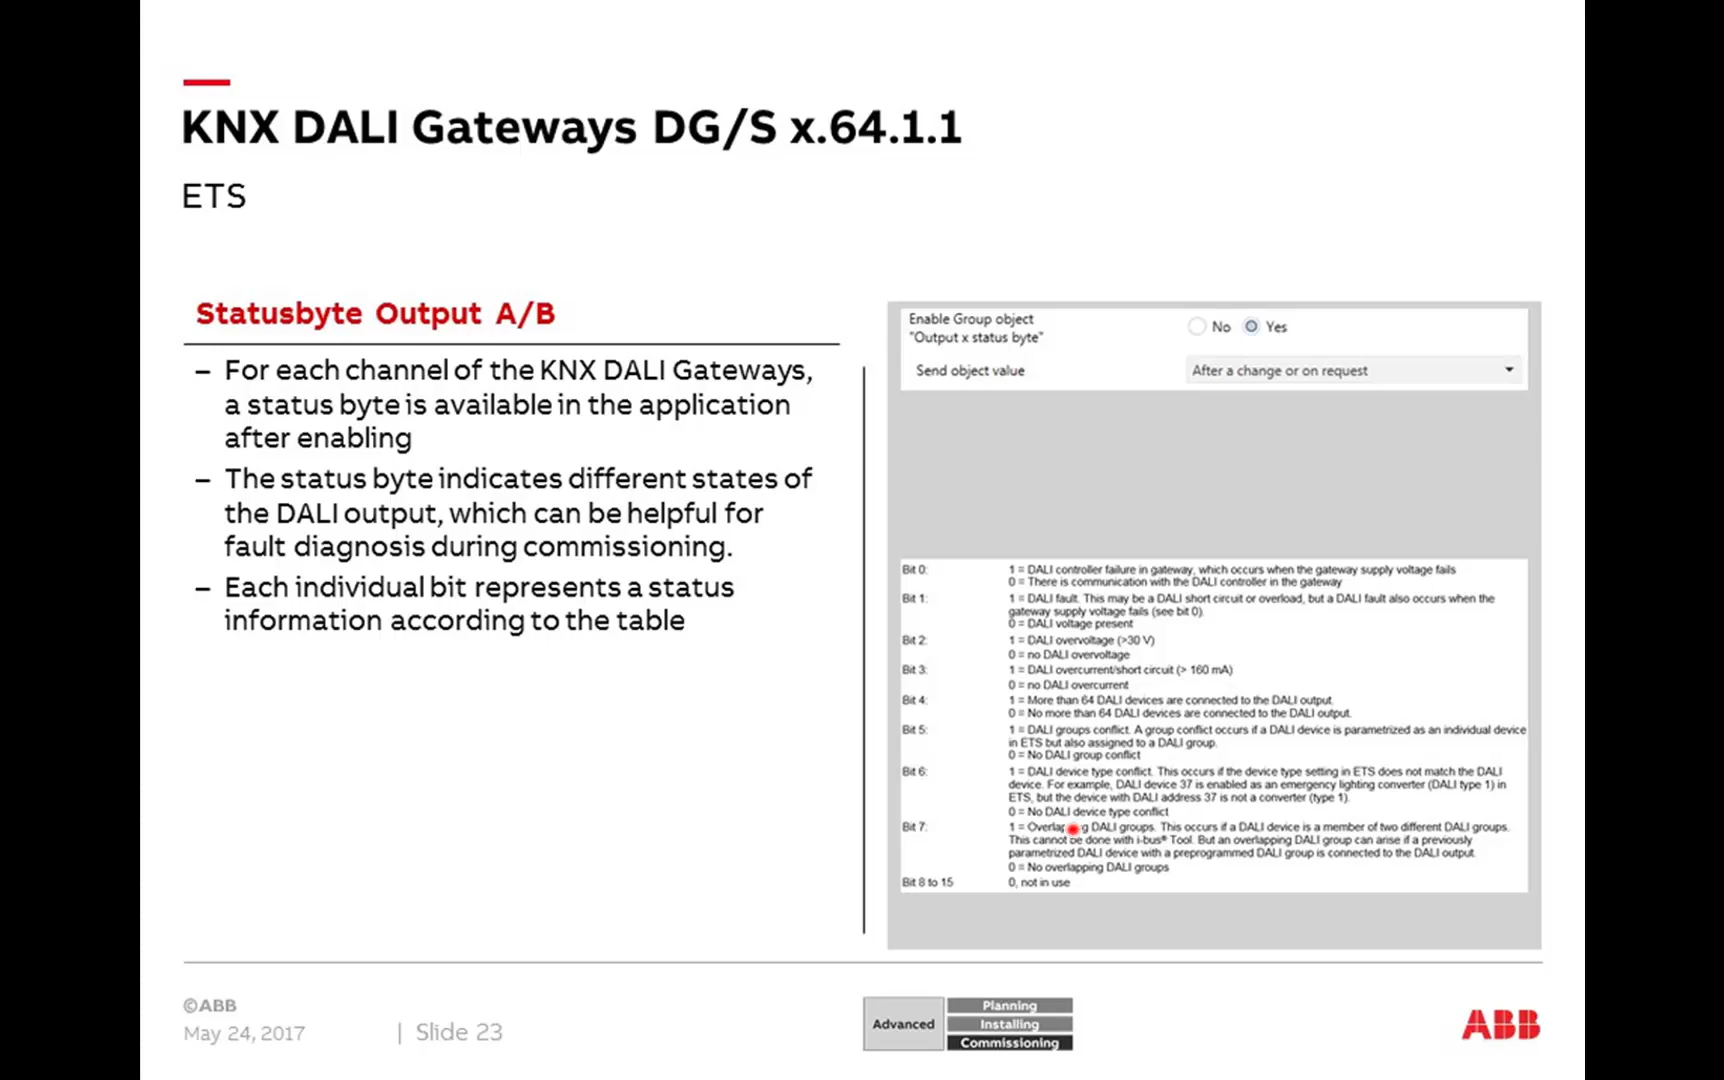 KNX DALI Gateways DG/S x.64.1.1
ETS
Statusbyte Output A/B
– For each channel of the KNX DALI Gateways,
a status byte is available in the application
after enabling
– The status byte indicates different states of
the DALI output, which can be helpful for
fault diagnosis during commissioning.
– Each individual bit represents a status
information according to the table
Enable Group object
"Output x status byte"
No Yes
Send object value After a change or on request
Bit 0: 1 = DALI controller failure in gateway, which occurs when the gateway supply voltage fails
0 = There is communication with the DALI controller in the gateway
Bit 1: 1 = DALI fault. This may be a DALI short circuit or overload, but a DALI fault also occurs when the
gateway supply voltage fails (see bit 0).
0 = DALI voltage present
Bit 2: 1 = DALI overvoltage (>30 V)
0 = no DALI overvoltage
Bit 3: 1 = DALI overcurrent/short circuit (> 160 mA)
0 = no DALI overcurrent
Bit 4: 1 = More than 64 DALI devices are connected to the DALI output.
0 = No more than 64 DALI devices are connected to the DALI output.
Bit 5: 1 = DALI groups conflict. A group conflict occurs if a DALI device is parametrized as an individual device
in ETS but also assigned to a DALI group.
0 = No DALI group conflict
Bit 6: 1 = DALI device type conflict. This occurs if the device type setting in ETS does not match the DALI
device. For example, DALI device 37 is enabled as an emergency lighting converter (DALI type 1) in
ETS, but the device with DALI address 37 is not a converter (type 1).
0 = No DALI device type conflict
Bit 7: 1 = DALI groups. This occurs if a DALI device is a member of two different DALI groups.
This cannot be done with i-bus® Tool. But an overlapping DALI group can arise if a previously
parametrized DALI device with a preprogrammed DALI group is connected to the DALI output.
0 = No overlapping DALI groups
Bit 8 to 15 0, not in use
©ABB
May 24, 2017 | Slide 23
Advanced
Planning
Installing
Commissioning
ABB